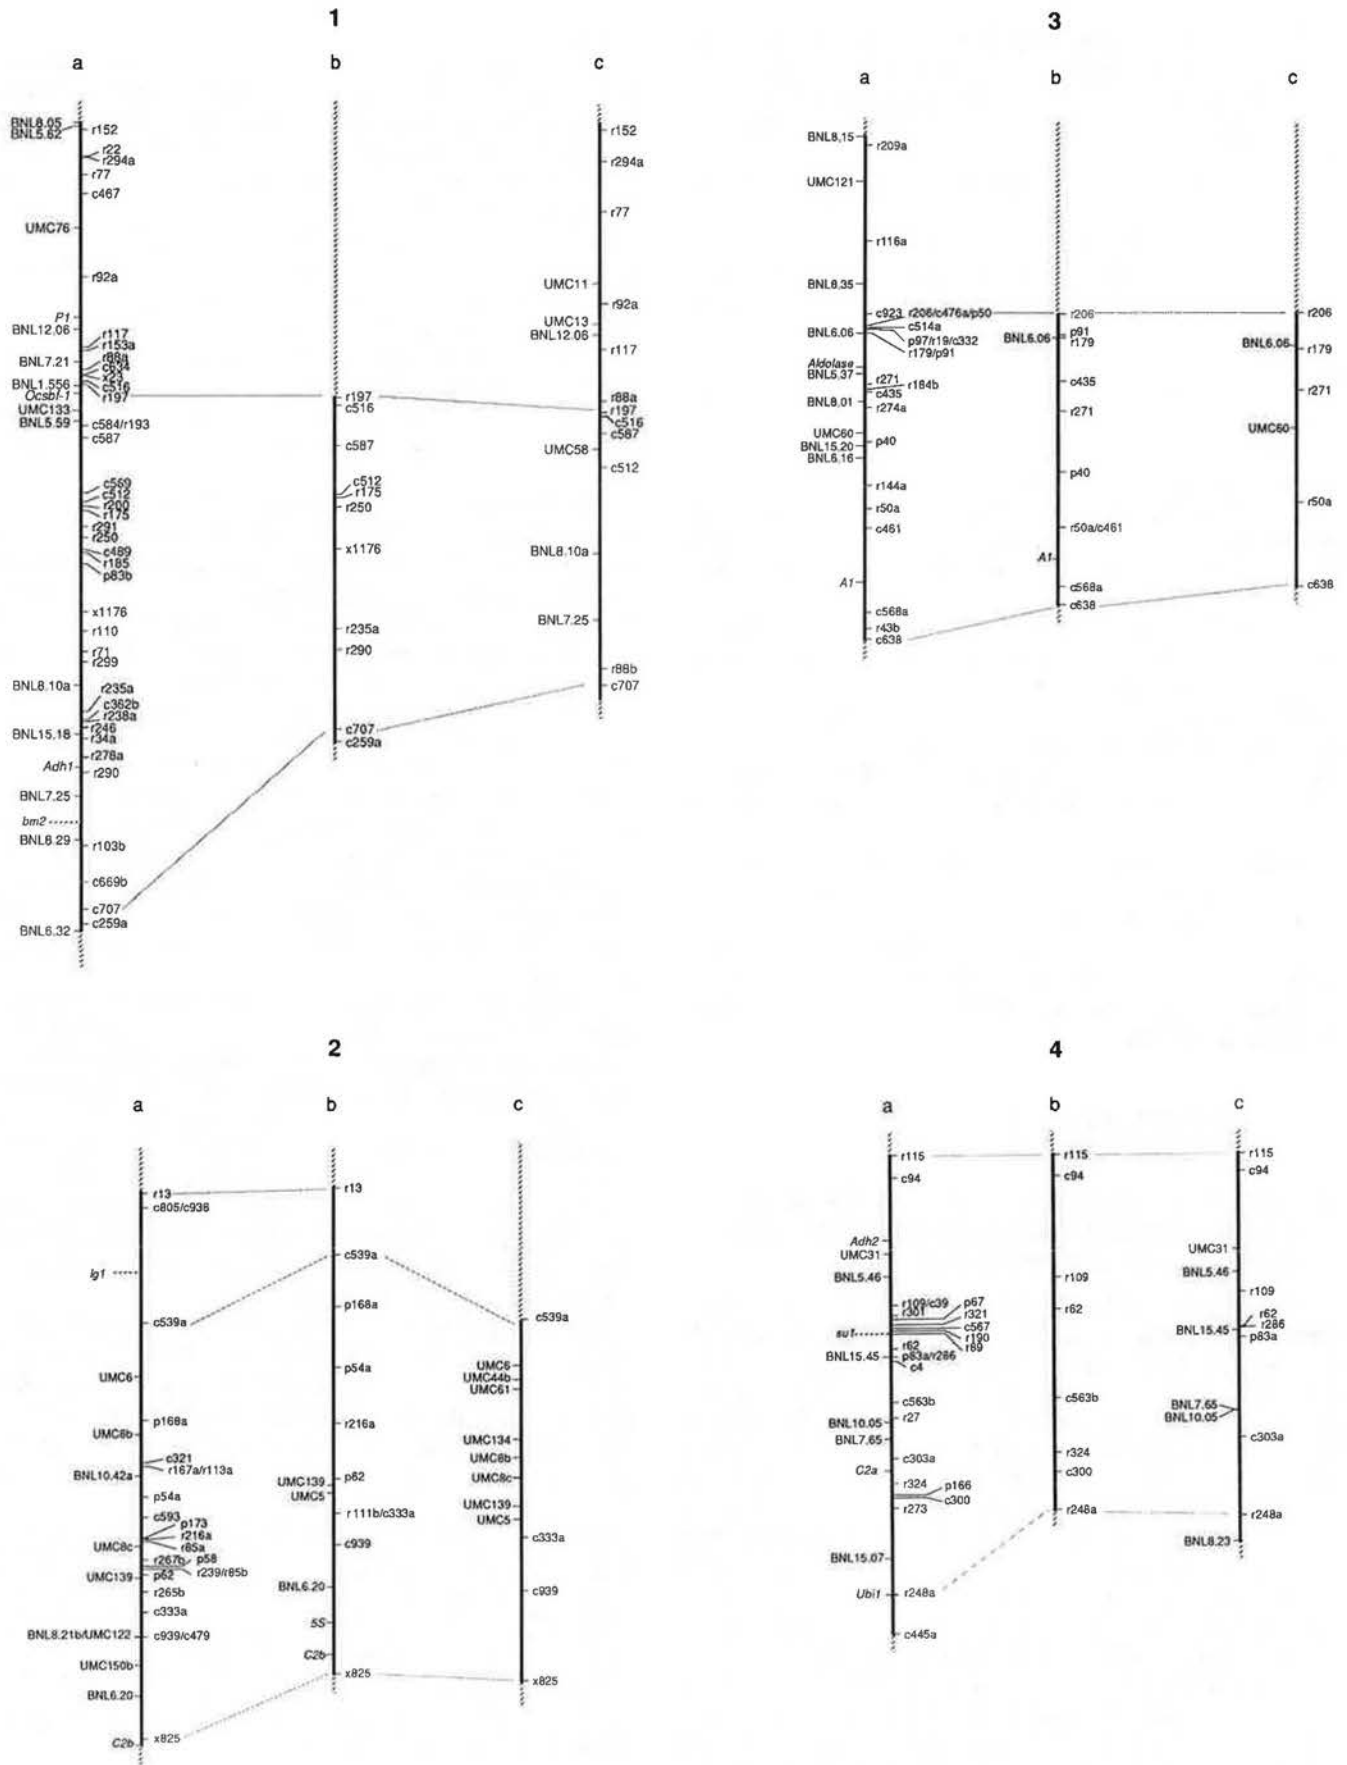 1
a
b
c
BNL8.05
BNL5.62
r152
r22
r294a
r77
c467
UMC76
r92a
P1
BNL12.06
r117
r153a
BNL7.21
r88a
c634
x23
BNL1.556
c516
Ocsbf-1
r197
UMC133
BNL5.59
c584/r193
c587
c569
c512
r200
r175
r291
r250
c489
r185
p83b
x1176
r110
r71
r299
BNL8.10a
r235a
c362b
r238a
r246
BNL15.18
r34a
r278a
Adh1
r290
BNL7.25
bm2
BNL8.29
r103b
c669b
c707
c259a
BNL6.32
r197
c516
c587
c512
r175
r250
x1176
r235a
r290
c707
c259a
r152
r294a
r77
UMC11
r92a
UMC13
BNL12.06
r117
r88a
r197
c516
c587
UMC58
c512
BNL8.10a
BNL7.25
r88b
c707
3
a
b
c
BNL8.15
r209a
UMC121
r116a
BNL8.35
c923
r206/c476a/p50
c514a
BNL6.06
p97/r19/c332
r179/p91
Aldolase
BNL5.37
r271
r184b
c435
BNL8.01
r274a
UMC60
p40
BNL15.20
BNL6.16
r144a
r50a
c461
A1
c568a
r43b
c638
r206
BNL6.06
p91
r179
c435
r271
p40
r50a/c461
A1
c568a
c638
r206
BNL6.06
r179
r271
UMC60
r50a
c638
2
a
b
c
r13
c805/c936
lg1
c539a
UMC6
p168a
UMC8b
c321
r167a/r113a
BNL10.42a
p54a
c593
p173
r216a
r65a
UMC8c
r267b
p58
r239/r85b
UMC139
p62
r265b
c333a
BNL8.21b/UMC122
c939/c479
UMC150b
BNL6.20
x825
C2b
r13
c539a
p168a
p54a
r216a
p62
UMC139
UMC5
r111b/c333a
c939
BNL6.20
5S
C2b
x825
c539a
UMC6
UMC44b
UMC61
UMC134
UMC8b
UMC8c
UMC139
UMC5
c333a
c939
x825
4
a
b
c
r115
c94
Adh2
UMC31
BNL5.46
r109/c39
p67
r301
r321
c567
su1
r190
r89
r62
BNL15.45
p83a/r286
c4
c563b
r27
BNL10.05
BNL7.65
c303a
C2a
r324
p166
c300
r273
BNL15.07
Ubi1
r248a
c445a
r115
c94
r109
r62
c563b
r324
c300
r248a
r115
c94
UMC31
BNL5.46
r109
r62
r286
BNL15.45
p83a
BNL7.65
BNL10.05
c303a
r248a
BNL8.23